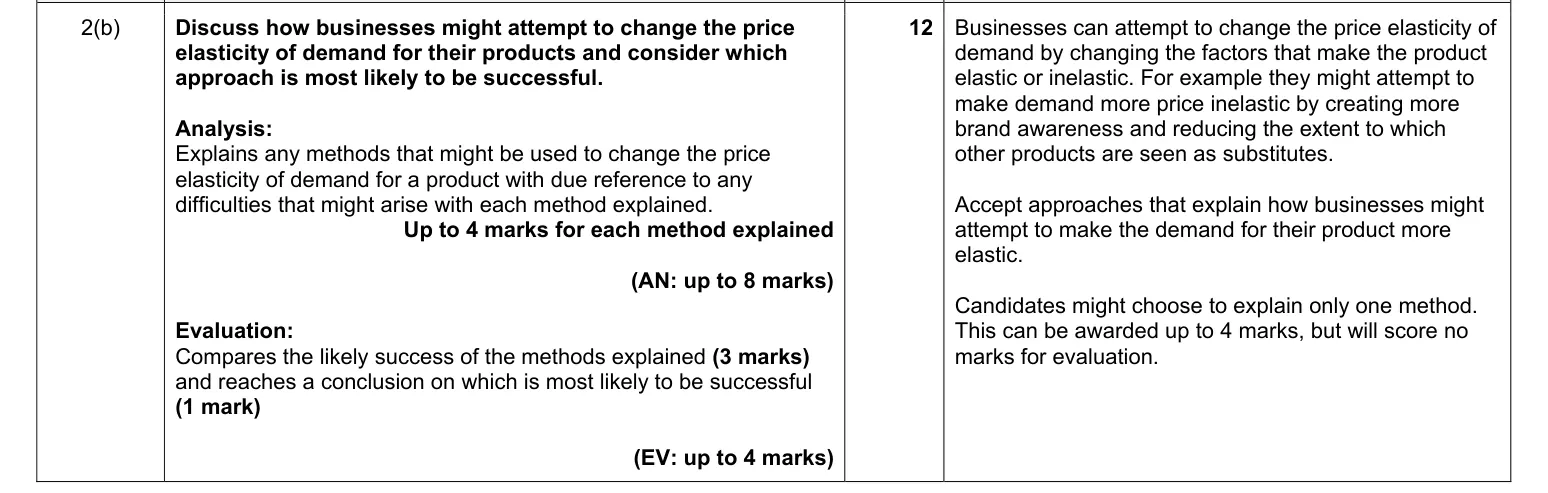 2(b)
Discuss how businesses might attempt to change the price
elasticity of demand for their products and consider which
approach is most likely to be successful.
Analysis:
Explains any methods that might be used to change the price
elasticity of demand for a product with due reference to any
difficulties that might arise with each method explained.
Up to 4 marks for each method explained
(AN: up to 8 marks)
Evaluation:
Compares the likely success of the methods explained (3 marks)
and reaches a conclusion on which is most likely to be successful
(1 mark)
(EV: up to 4 marks)
12
Businesses can attempt to change the price elasticity of
demand by changing the factors that make the product
elastic or inelastic. For example they might attempt to
make demand more price inelastic by creating more
brand awareness and reducing the extent to which
other products are seen as substitutes.
Accept approaches that explain how businesses might
attempt to make the demand for their product more
elastic.
Candidates might choose to explain only one method.
This can be awarded up to 4 marks, but will score no
marks for evaluation.